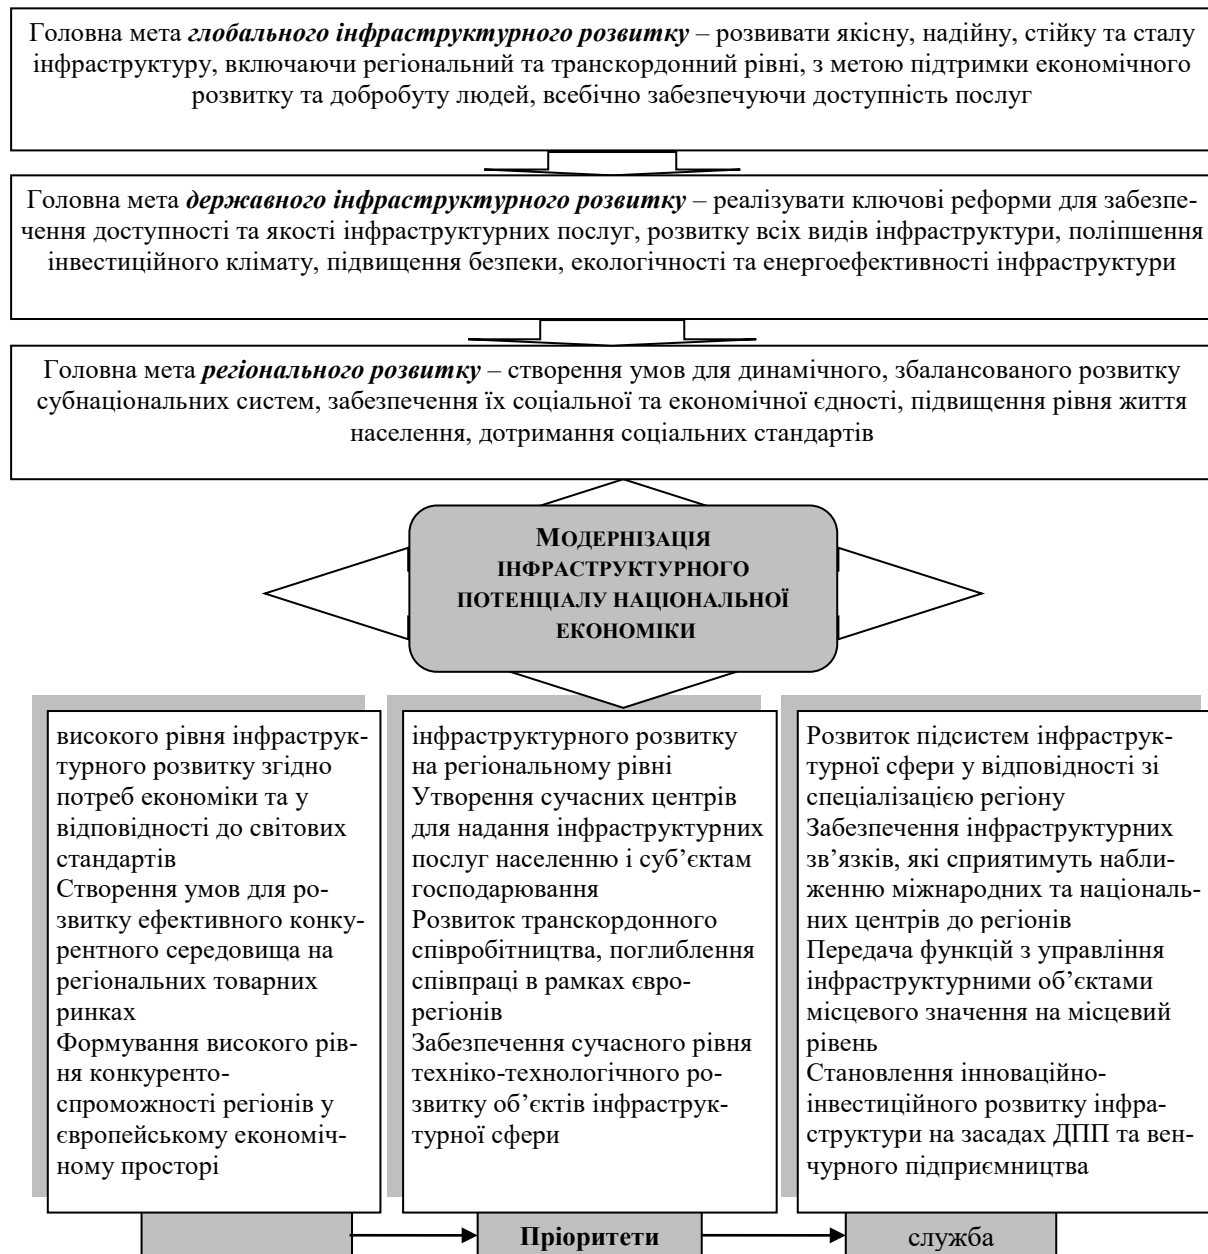 Головна мета глобального інфраструктурного розвитку – розвивати якісну, надійну, стійку та сталу
інфраструктуру, включаючи регіональний та транскордонний рівні, з метою підтримки економічного
розвитку та добробуту людей, всебічно забезпечуючи доступність послуг
Головна мета державного інфраструктурного розвитку – реалізувати ключові реформи для забезпе-
чення доступності та якості інфраструктурних послуг, розвитку всіх видів інфраструктури, поліпшення
інвестиційного клімату, підвищення безпеки, екологічності та енергоефективності інфраструктури
Головна мета регіонального розвитку – створення умов для динамічного, збалансованого розвитку
субнаціональних систем, забезпечення їх соціальної та економічної єдності, підвищення рівня життя
населення, дотримання соціальних стандартів
МОДЕРНІЗАЦІЯ
ІНФРАСТРУКТУРНОГО
ПОТЕНЦІАЛУ НАЦІОНАЛЬНОЇ
ЕКОНОМІКИ
високого рівня інфраструк-
турного розвитку згідно
потреб економіки та у
відповідності до світових
стандартів
Створення умов для ро-
звитку ефективного конку-
рентного середовища на
регіональних товарних
ринках
Формування високого рів-
ня конкуренто-
спроможності регіонів у
європейському економіч-
ному просторі
інфраструктурного розвитку
на регіональному рівні
Утворення сучасних центрів
для надання інфраструктурних
послуг населенню і суб’єктам
господарювання
Розвиток транскордонного
співробітництва, поглиблення
співпраці в рамках євро-
регіонів
Забезпечення сучасного рівня
техніко-технологічного ро-
звитку об’єктів інфраструк-
турної сфери
Розвиток підсистем інфраструк-
турної сфери у відповідності зі
спеціалізацією регіону
Забезпечення інфраструктурних
зв’язків, які сприятимуть набли-
женню міжнародних та національ-
них центрів до регіонів
Передача функцій з управління
інфраструктурними об’єктами
місцевого значення на місцевий
рівень
Становлення інноваційно-
інвестиційного розвитку інфра-
структури на засадах ДПП та вен-
чурного підприємництва
Пріоритети
служба